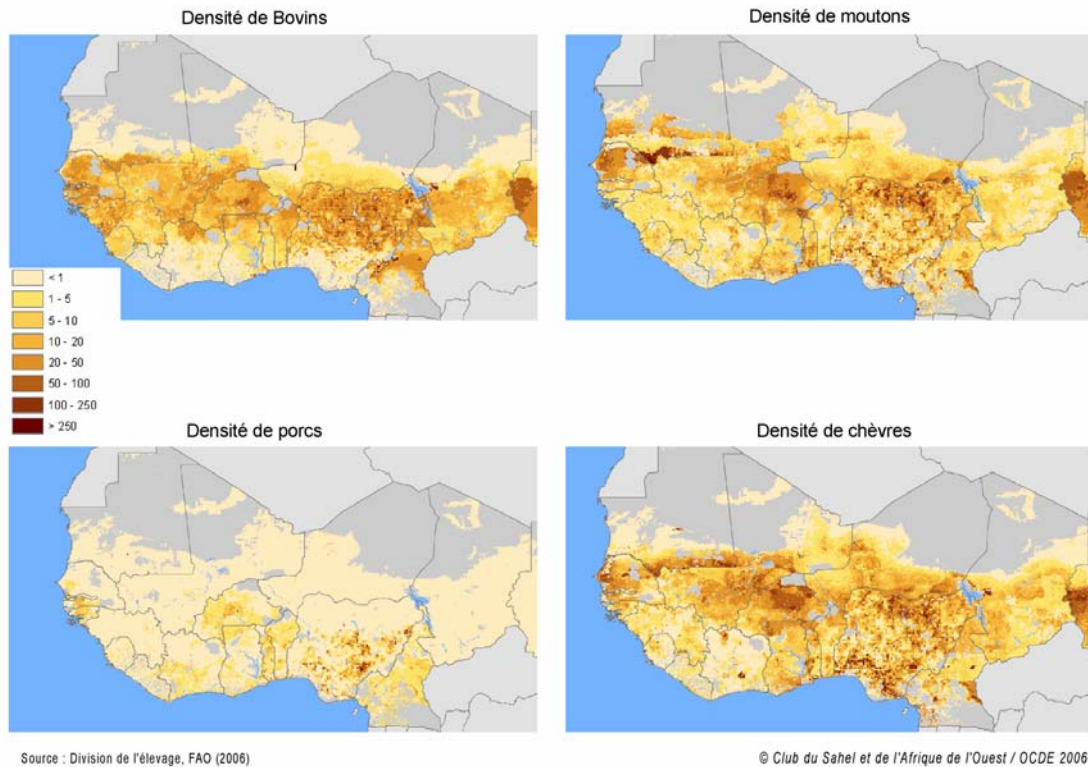 Densité de Bovins
Densité de moutons
< 1
1 - 5
5 - 10
10 - 20
20 - 50
50 - 100
100 - 250
> 250
Densité de porcs
Densité de chèvres
Source : Division de l'élevage, FAO (2006)
© Club du Sahel et de l'Afrique de l'Ouest / OCDE 2006